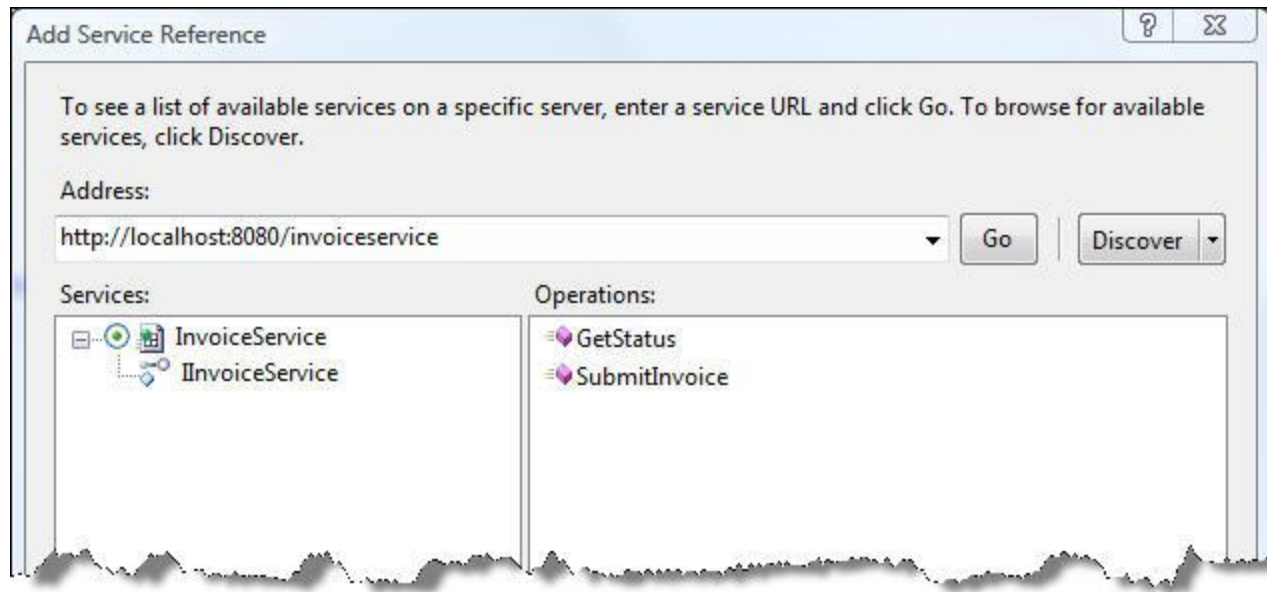 Add Service Reference
?
To see a list of available services on a specific server, enter a service URL and click Go. To browse for available
services, click Discover.
Address:
http://localhost:8080/invoiceservice
Go
Discover
Services:
Operations:
InvoiceService
IInvoiceService
GetStatus
SubmitInvoice